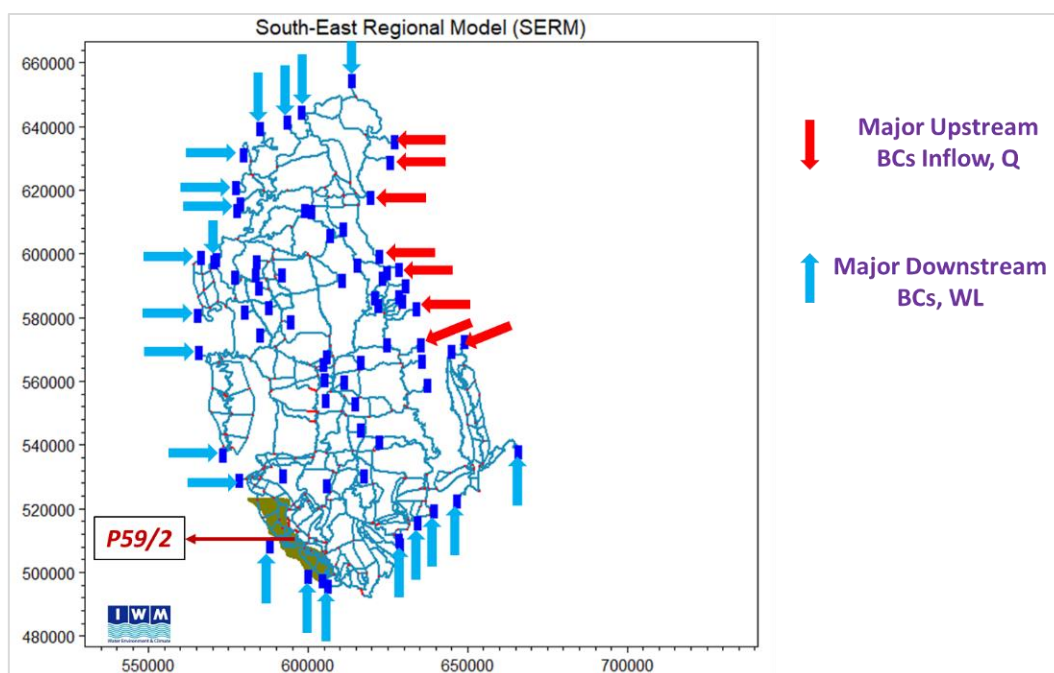 South-East Regional Model (SERM)
660000
640000
620000
600000
580000
560000
540000
520000
500000
480000
550000
600000
650000
700000
P59/2
IWM
Major Upstream
BCs Inflow, Q
Major Downstream
BCs, WL